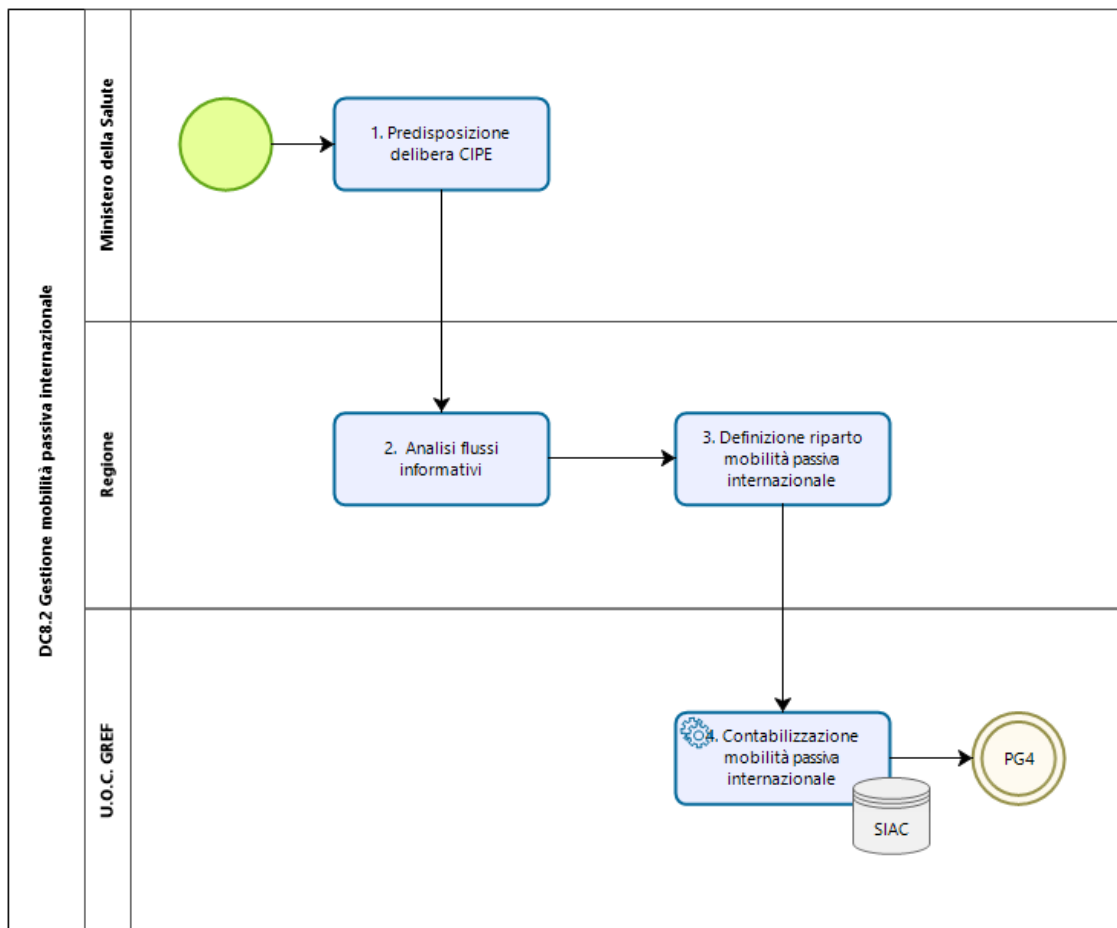 DC8.2 Gestione mobilità passiva internazionale
Ministero della Salute
1. Predisposizione
delibera CIPE
Regione
2. Analisi flussi
informativi
3. Definizione riparto
mobilità passiva
internazionale
U.O.C. GREF
4. Contabilizzazione
mobilità passiva
internazionale
SIAC
PG4